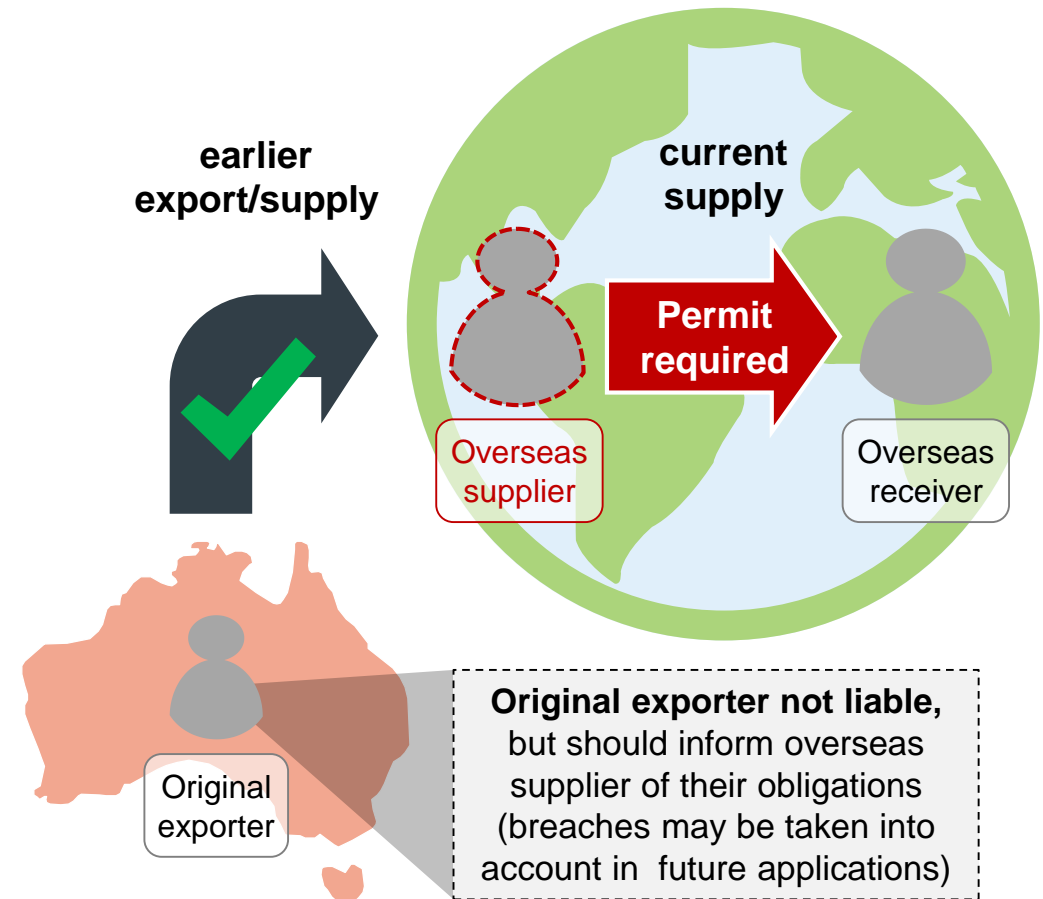 earlier
export/supply
current
supply
Permit
required
Overseas
supplier
Overseas
receiver
Original
exporter
Original exporter not liable,
but should inform overseas
supplier of their obligations
(breaches may be taken into
account in  future applications)